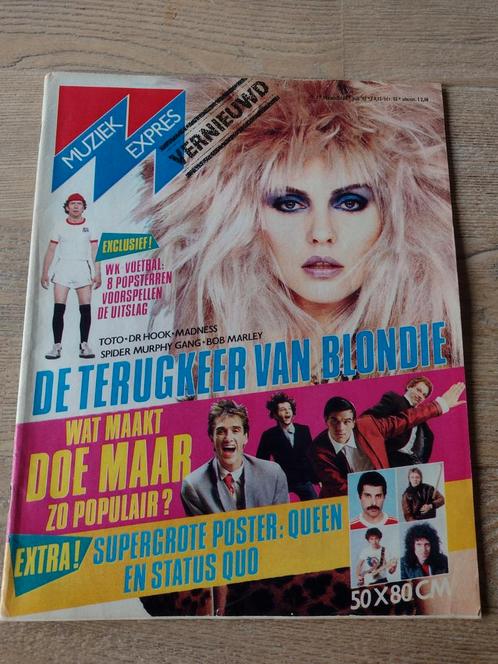 MUZIEK
EXPRES
VERNIEUWD
EXCLUSIEF!
WK VOETBAL:
8 POPSTERREN
VOORSPELLEN
DE UITSLAG
TOTO • DR HOOK • MADNESS
SPIDER MURPHY GANG • BOB MARLEY
DE TERUGKEER VAN BLONDIE
WAT MAAKT
DOE MAAR
ZO POPULAIR?
EXTRA!
SUPERGROTE POSTER: QUEEN
EN STATUS QUO
50X80 CM